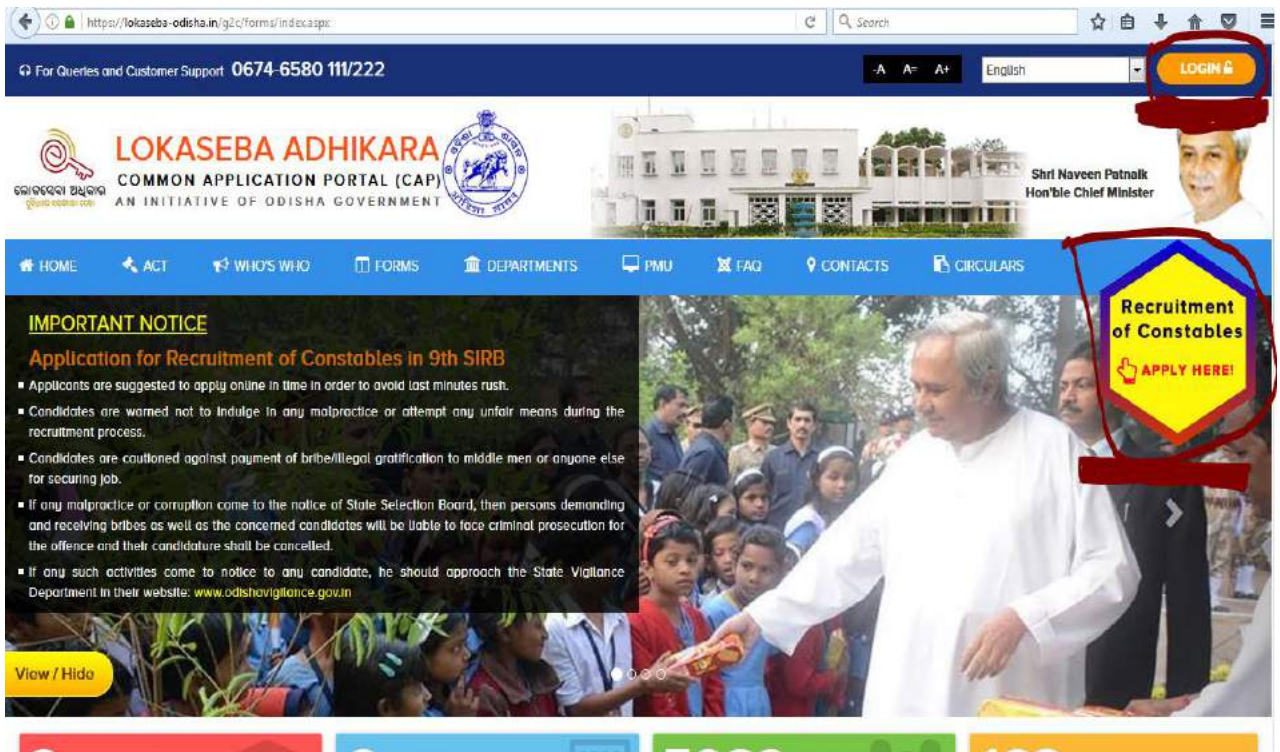 https://lokaseba-odisha.in/g2c/forms/index.aspx
Search
For Queries and Customer Support 0674-6580 111/222
-A A= A+
English
LOGIN
LOKASEBA ADHIKARA
COMMON APPLICATION PORTAL (CAP)
AN INITIATIVE OF ODISHA GOVERNMENT
ଲୋକସେବା ଅଧିକାର
Shri Naveen Patnaik
Hon'ble Chief Minister
HOME ACT WHO'S WHO FORMS DEPARTMENTS PMU FAQ CONTACTS CIRCULARS
Recruitment
of Constables
APPLY HERE!
IMPORTANT NOTICE
Application for Recruitment of Constables in 9th SIRB
Applicants are suggested to apply online in time in order to avoid last minutes rush.
Candidates are warned not to indulge in any malpractice or attempt any unfair means during the
recruitment process.
Candidates are cautioned against payment of bribe/illegal gratification to middle men or anyone else
for securing job.
If any malpractice or corruption come to the notice of State Selection Board, then persons demanding
and receiving bribes as well as the concerned candidates will be liable to face criminal prosecution for
the offence and their candidature shall be cancelled.
If any such activities come to notice to any candidate, he should approach the State Vigilance
Department in their website: www.odishavigilance.gov.in
View / Hide